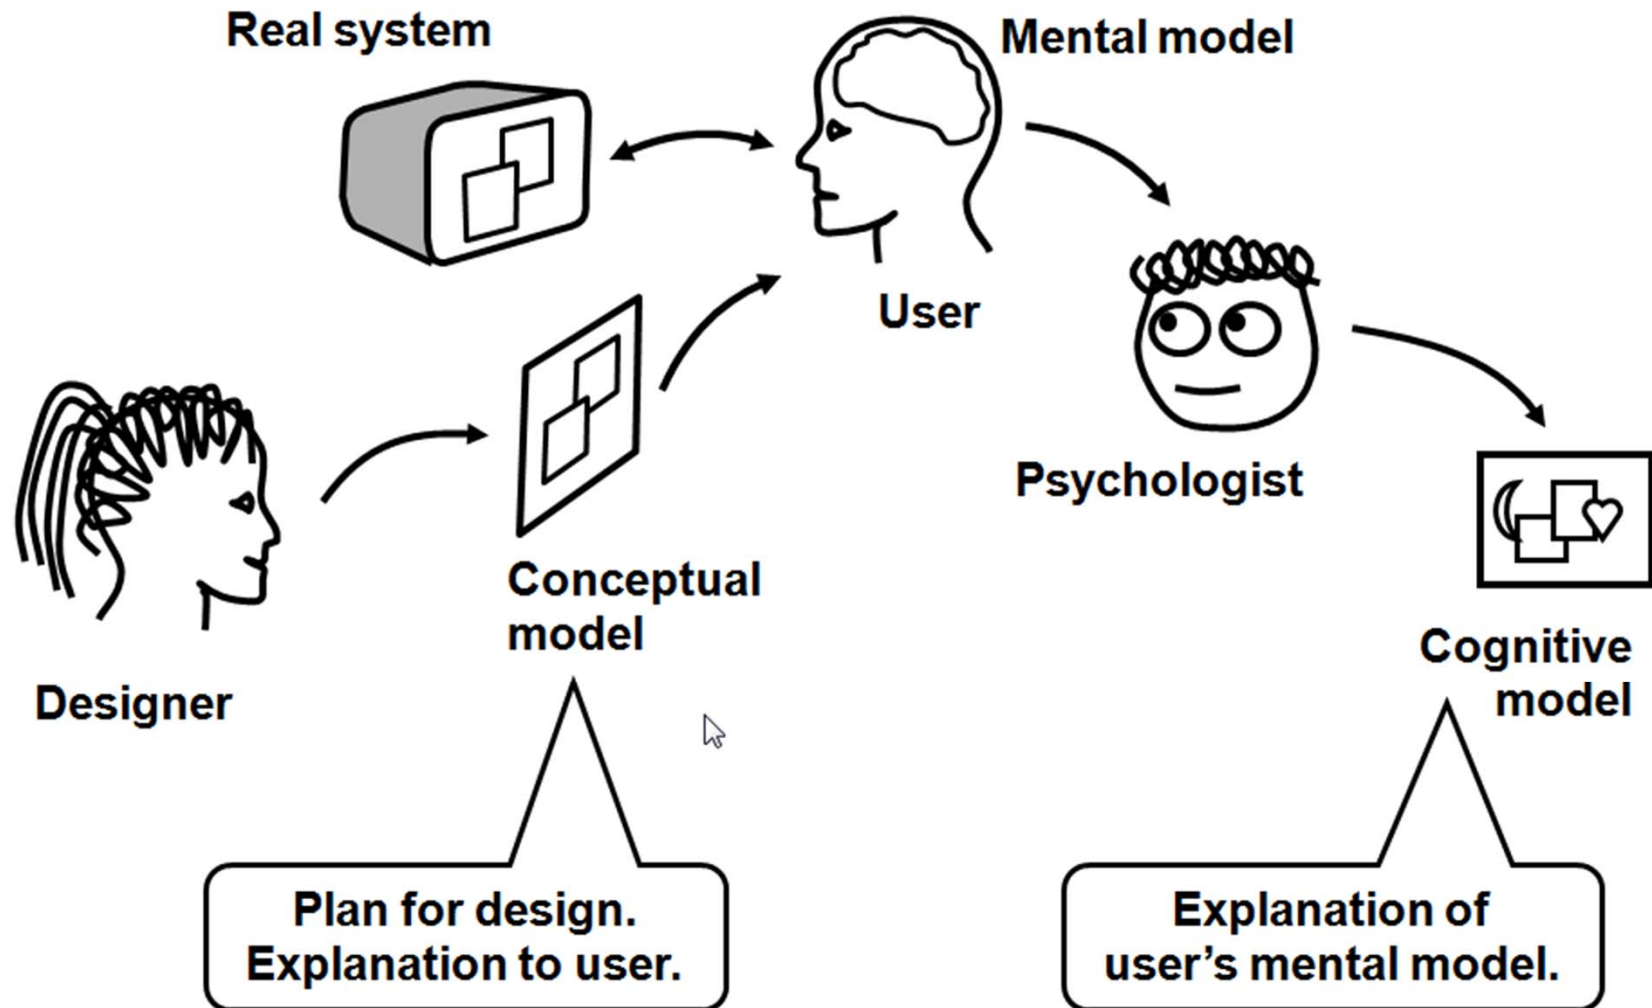 Real system
Mental model
User
Psychologist
Conceptual
model
Designer
Cognitive
model
Plan for design.
Explanation to user.
Explanation of
user’s mental model.